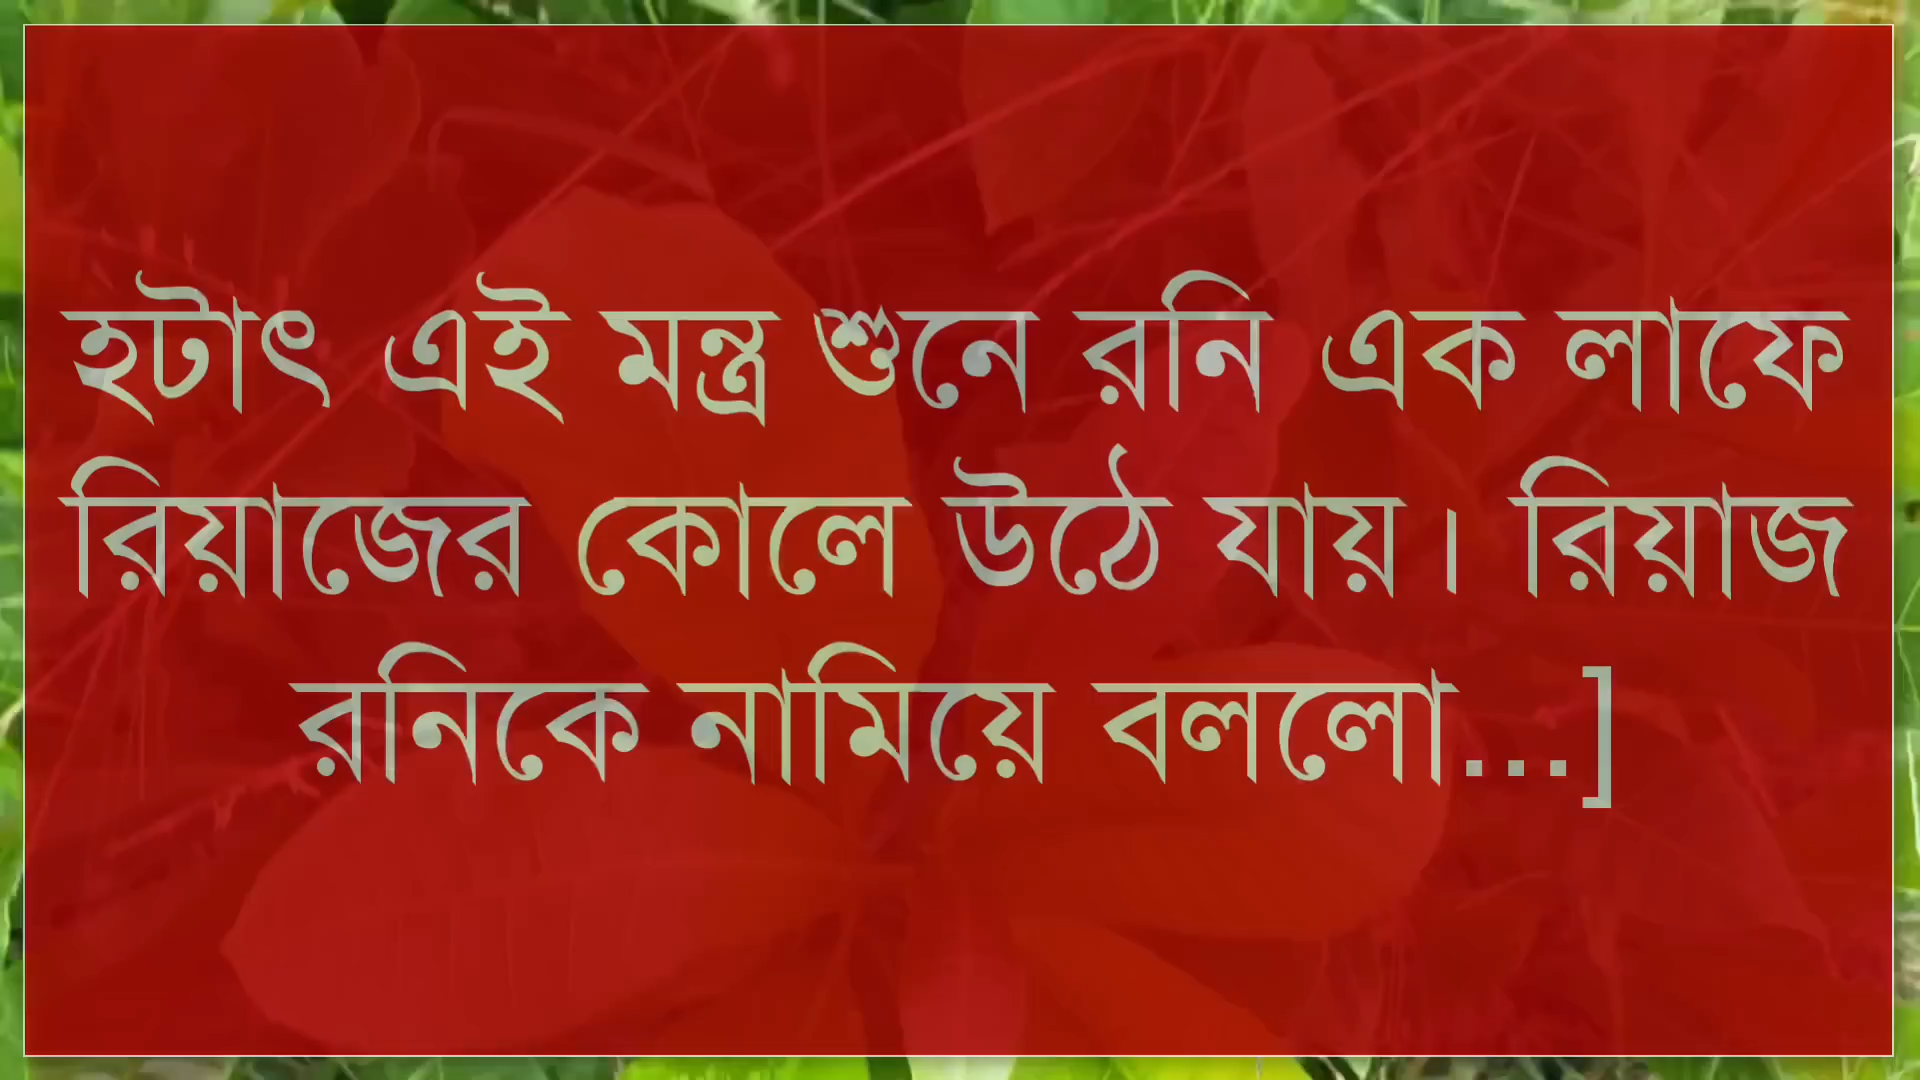 হটাৎ এই মন্ত্র শুনে রনি এক লাফে
রিয়াজের কোলে উঠে যায়। রিয়াজ
রনিকে নামিয়ে বললো...]